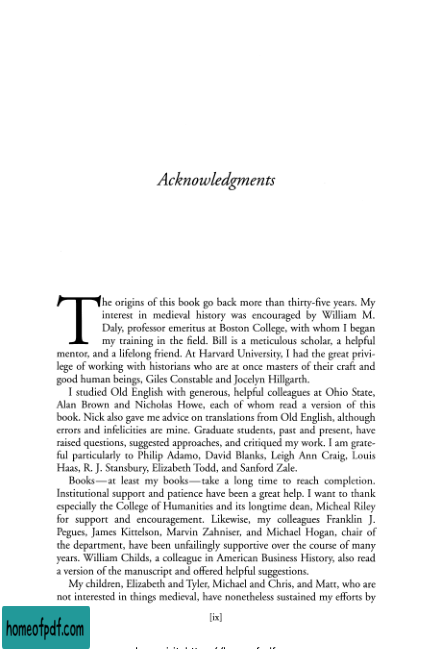 Acknowledgments
The origins of this book go back more than thirty-five years. My
interest in medieval history was encouraged by William M.
Daly, professor emeritus at Boston College, with whom I began
my training in the field. Bill is a meticulous scholar, a helpful
mentor, and a lifelong friend. At Harvard University, I had the great privi-
lege of working with historians who are at once masters of their craft and
good human beings, Giles Constable and Jocelyn Hillgarth.
I studied Old English with generous, helpful colleagues at Ohio State,
Alan Brown and Nicholas Howe, each of whom read a version of this
book. Nick also gave me advice on translations from Old English, although
errors and infelicities are mine. Graduate students, past and present, have
raised questions, suggested approaches, and critiqued my work. I am grate-
ful particularly to Philip Adamo, David Blanks, Leigh Ann Craig, Louis
Haas, R. J. Stansbury, Elizabeth Todd, and Sanford Zale.
Books—at least my books—take a long time to reach completion.
Institutional support and patience have been a great help. I want to thank
especially the College of Humanities and its longtime dean, Micheal Riley
for support and encouragement. Likewise, my colleagues Franklin J.
Pegues, James Kittelson, Marvin Zahniser, and Michael Hogan, chair of
the department, have been unfailingly supportive over the course of many
years. William Childs, a colleague in American Business History, also read
a version of the manuscript and offered helpful suggestions.
My children, Elizabeth and Tyler, Michael and Chris, and Matt, who are
not interested in things medieval, have nonetheless sustained my efforts by
[ix]
homeofpdf.com